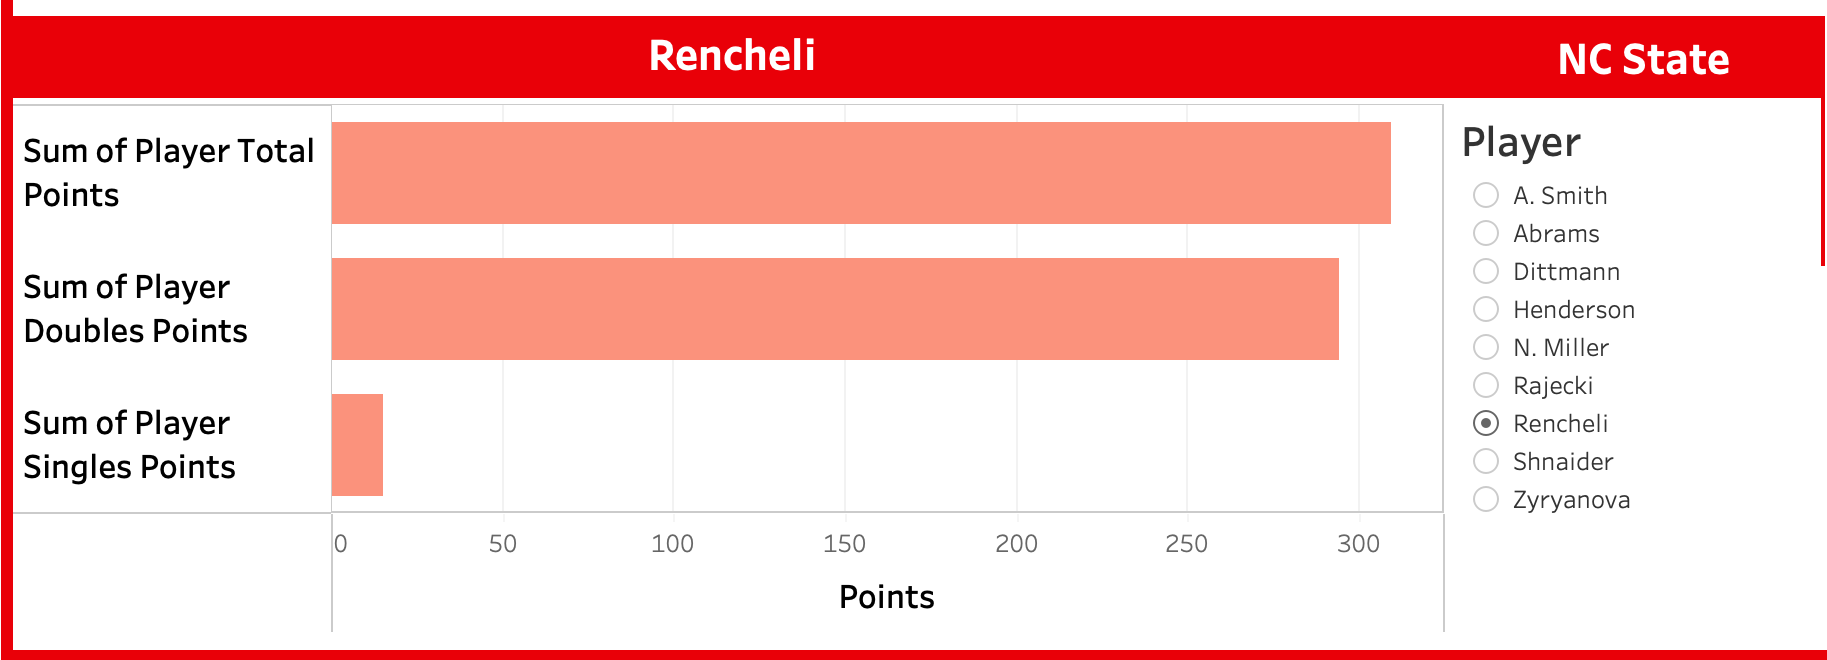 Rencheli
NC State
Sum of Player Total
Points
Sum of Player
Doubles Points
Sum of Player
Singles Points
0 50 100 150 200 250 300
Points
Player
A. Smith
Abrams
Dittmann
Henderson
N. Miller
Rajecki
Rencheli
Shnaider
Zyryanova